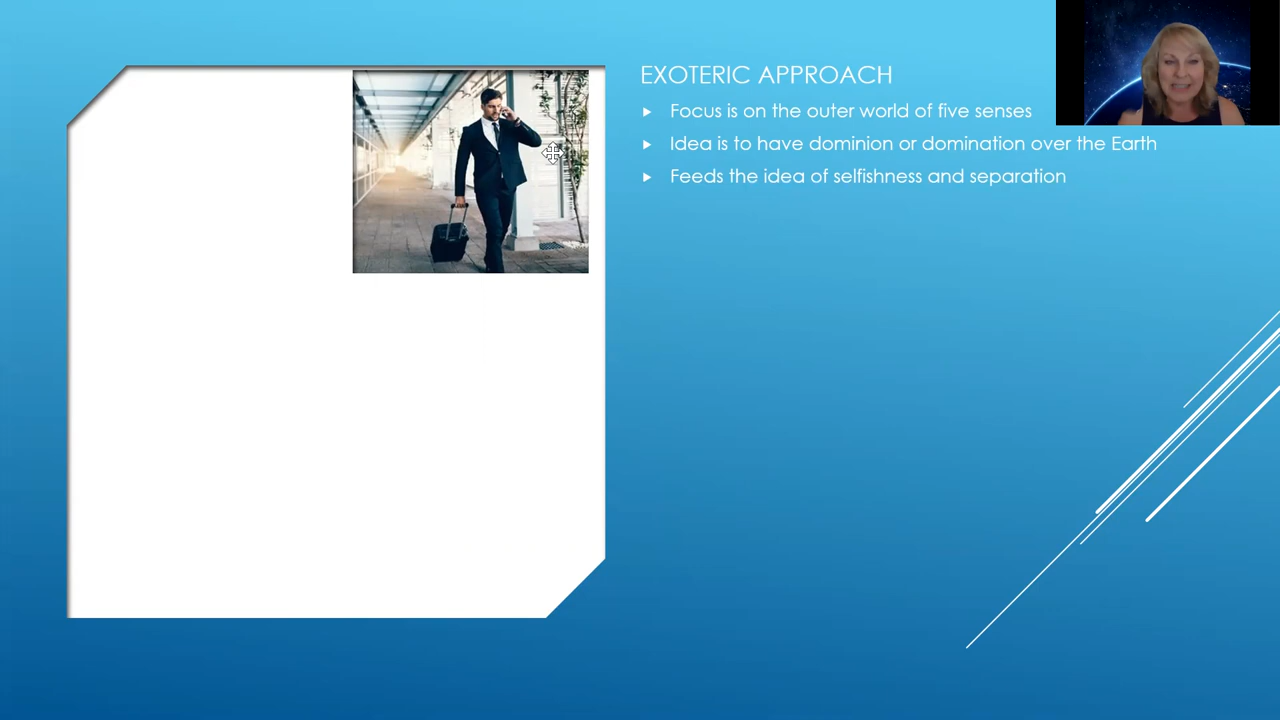 EXOTERIC APPROACH
Focus is on the outer world of five senses
Idea is to have dominion or domination over the Earth
Feeds the idea of selfishness and separation